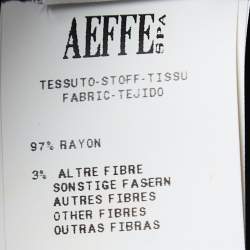 AEFFE SPA
TESSUTO-STOFF-TISSU
FABRIC-TEJIDO
97% RAYON
3% ALTRE FIBRE
SONSTIGE FASERN
AUTRES FIBRES
OTHER FIBRES
OUTRAS FIBRAS